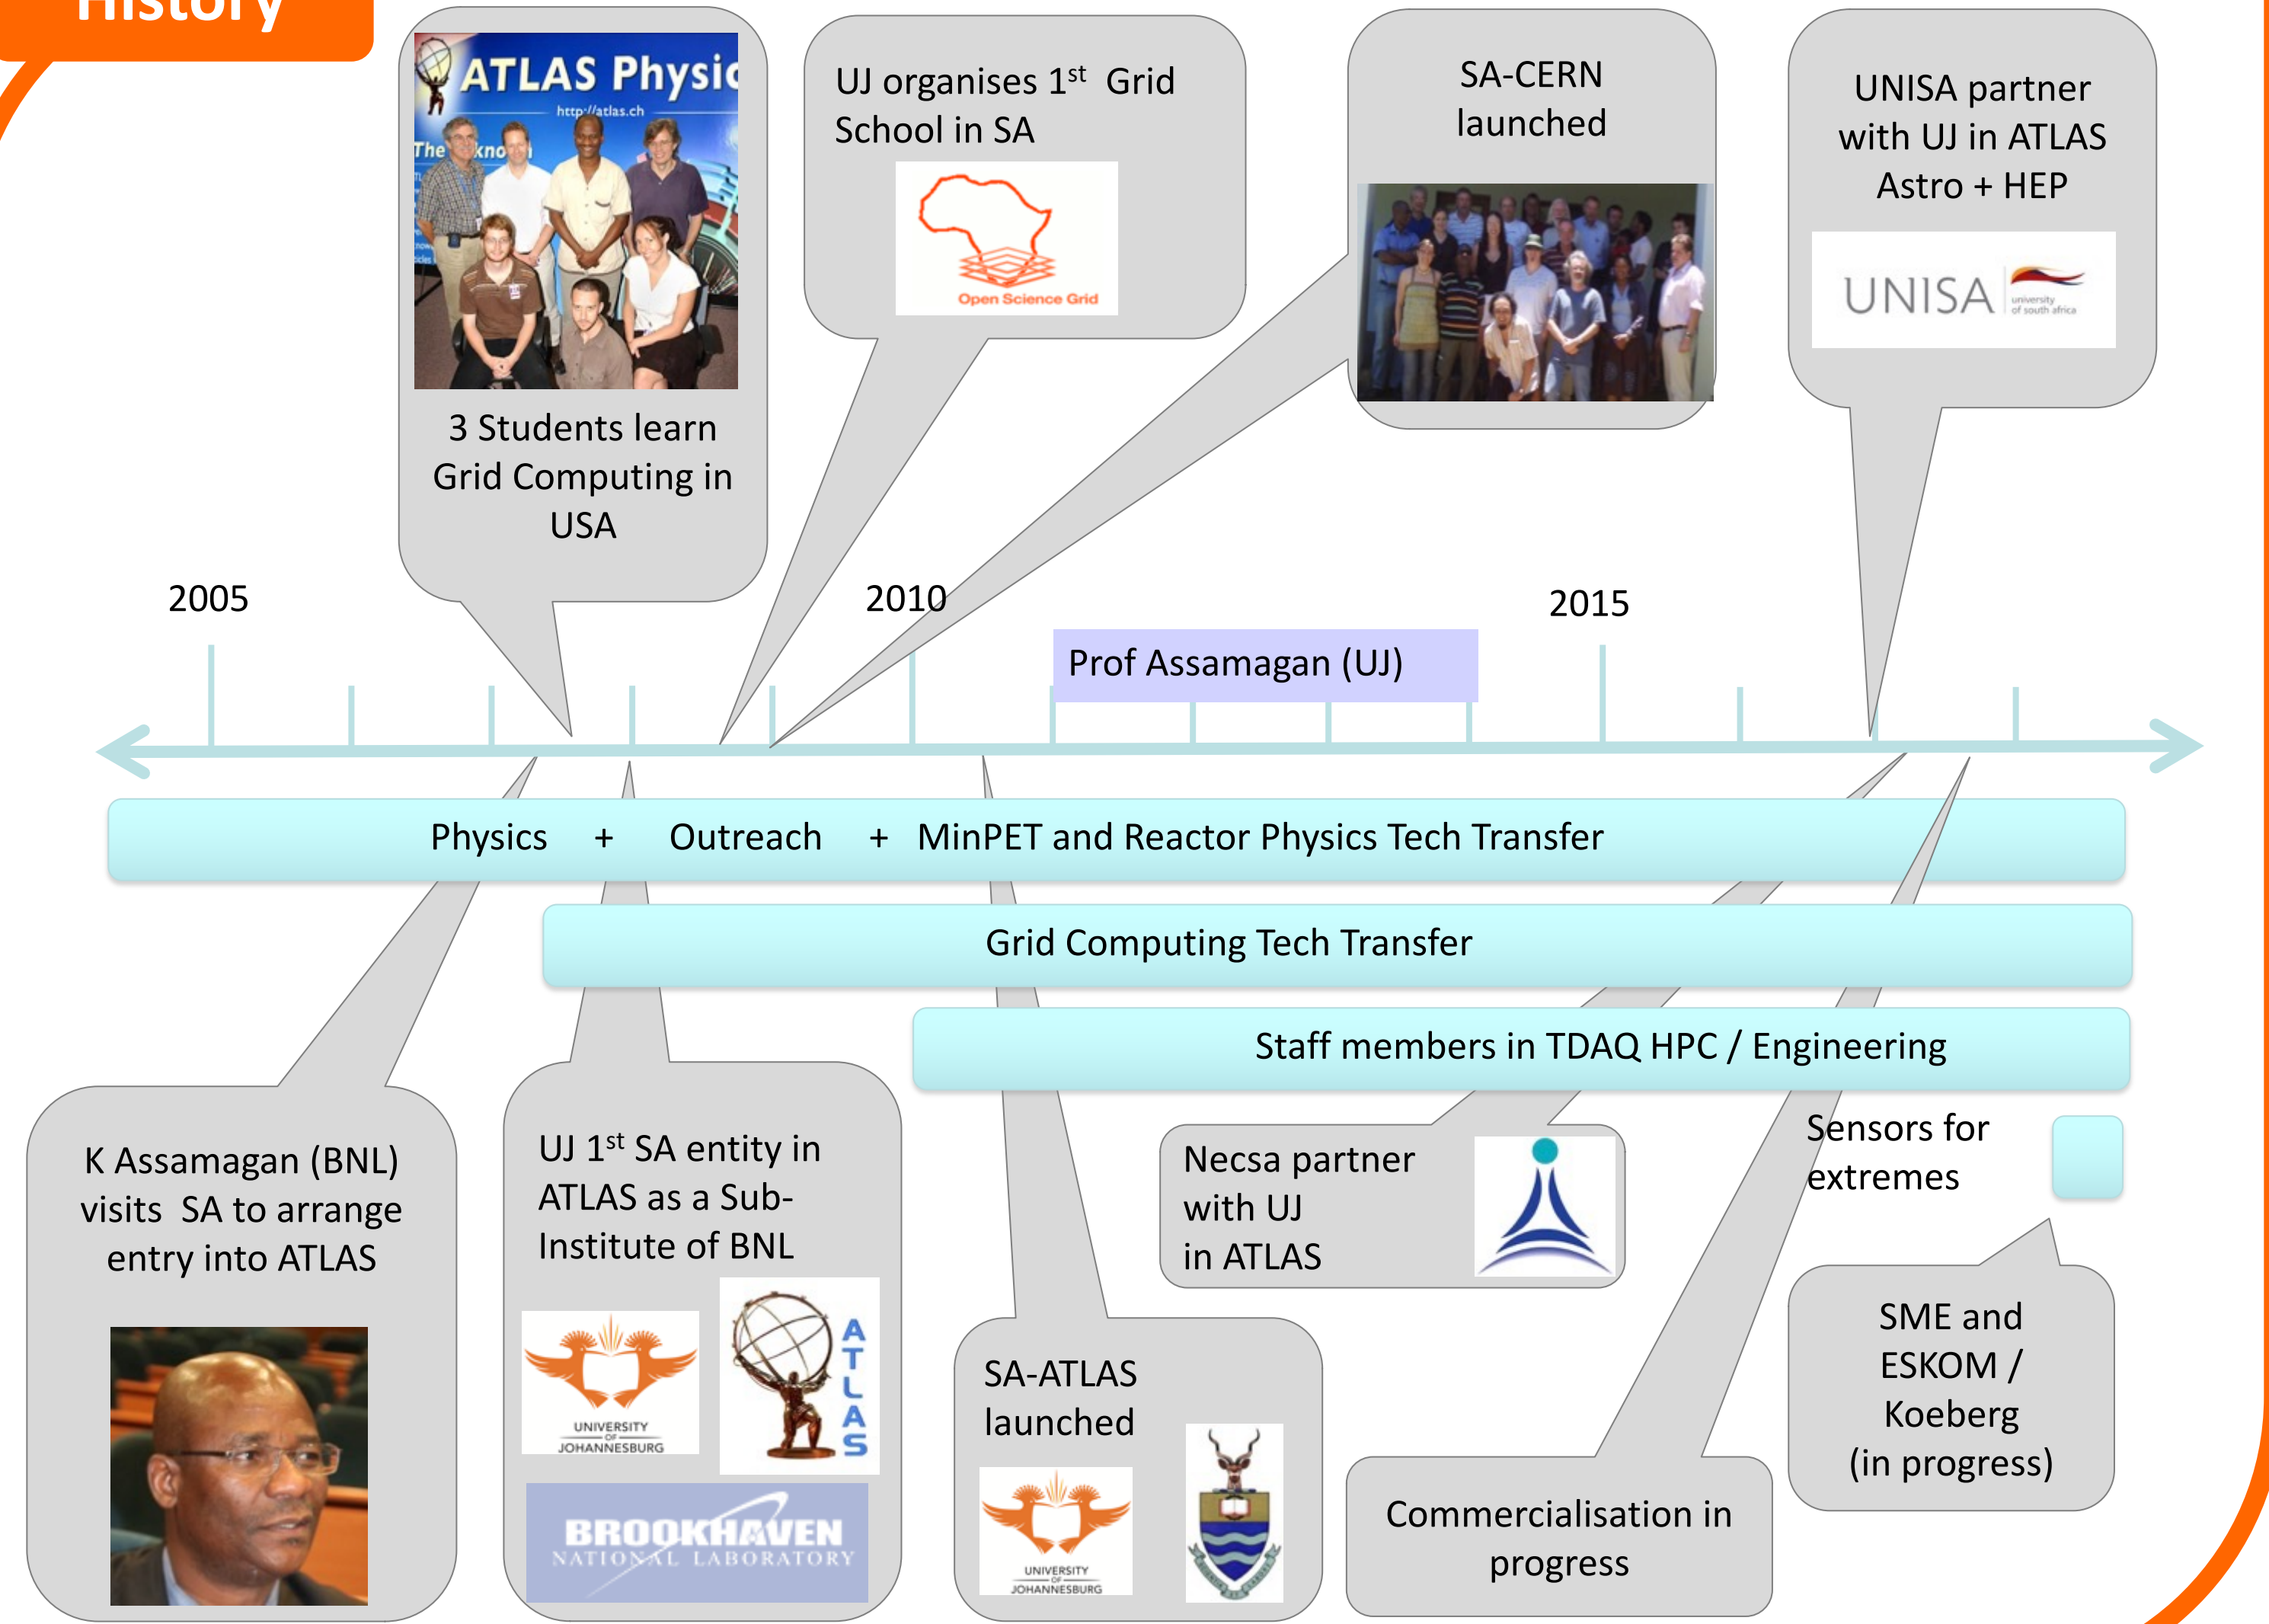 History
ATLAS Physic
http://atlas.ch
The
kno
3 Students learn
Grid Computing in
USA
UJ organises 1st Grid
School in SA
Open Science Grid
SA-CERN
launched
UNISA partner
with UJ in ATLAS
Astro + HEP
UNISA
university
of south africa
2005
2010
2015
Prof Assamagan (UJ)
Physics + Outreach + MinPET and Reactor Physics Tech Transfer
Grid Computing Tech Transfer
Staff members in TDAQ HPC / Engineering
Sensors for
extremes
K Assamagan (BNL)
visits SA to arrange
entry into ATLAS
UJ 1st SA entity in
ATLAS as a Sub-
Institute of BNL
UNIVERSITY
OF
JOHANNESBURG
ATLAS
BROOKHAVEN
NATIONAL LABORATORY
SA-ATLAS
launched
UNIVERSITY
OF
JOHANNESBURG
Necsa partner
with UJ
in ATLAS
Commercialisation in
progress
SME and
ESKOM /
Koeberg
(in progress)